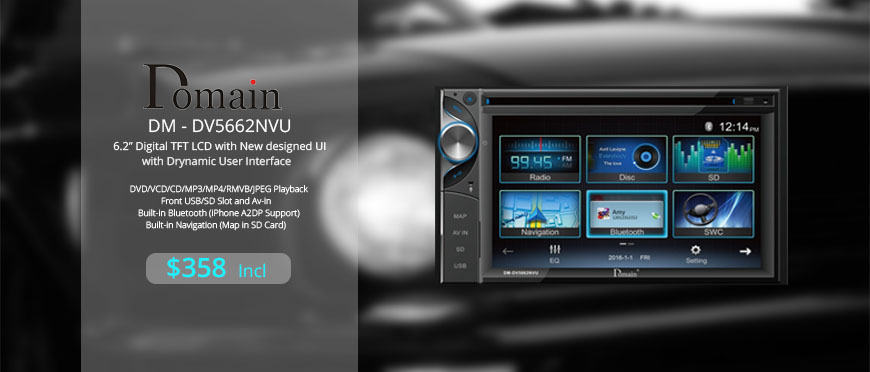 Domain
DM - DV5662NVU
6.2" Digital TFT LCD with New designed UI
with Drynamic User Interface
DVD/VCD/CD/MP3/MP4/RMVB/JPEG Playback
Front USB/SD Slot and Av-in
Built-in Bluetooth (iPhone A2DP Support)
Built-in Navigation (Map in SD Card)
$358 Incl
12:14 PM
99.45 FM
AM
Radio
Disc
SD
Navigation
Amy
Bluetooth
SWC
MAP
AV IN
SD
USB
EQ
2016-1-1 FRI
Setting
DM-DV5662NVU
Domain